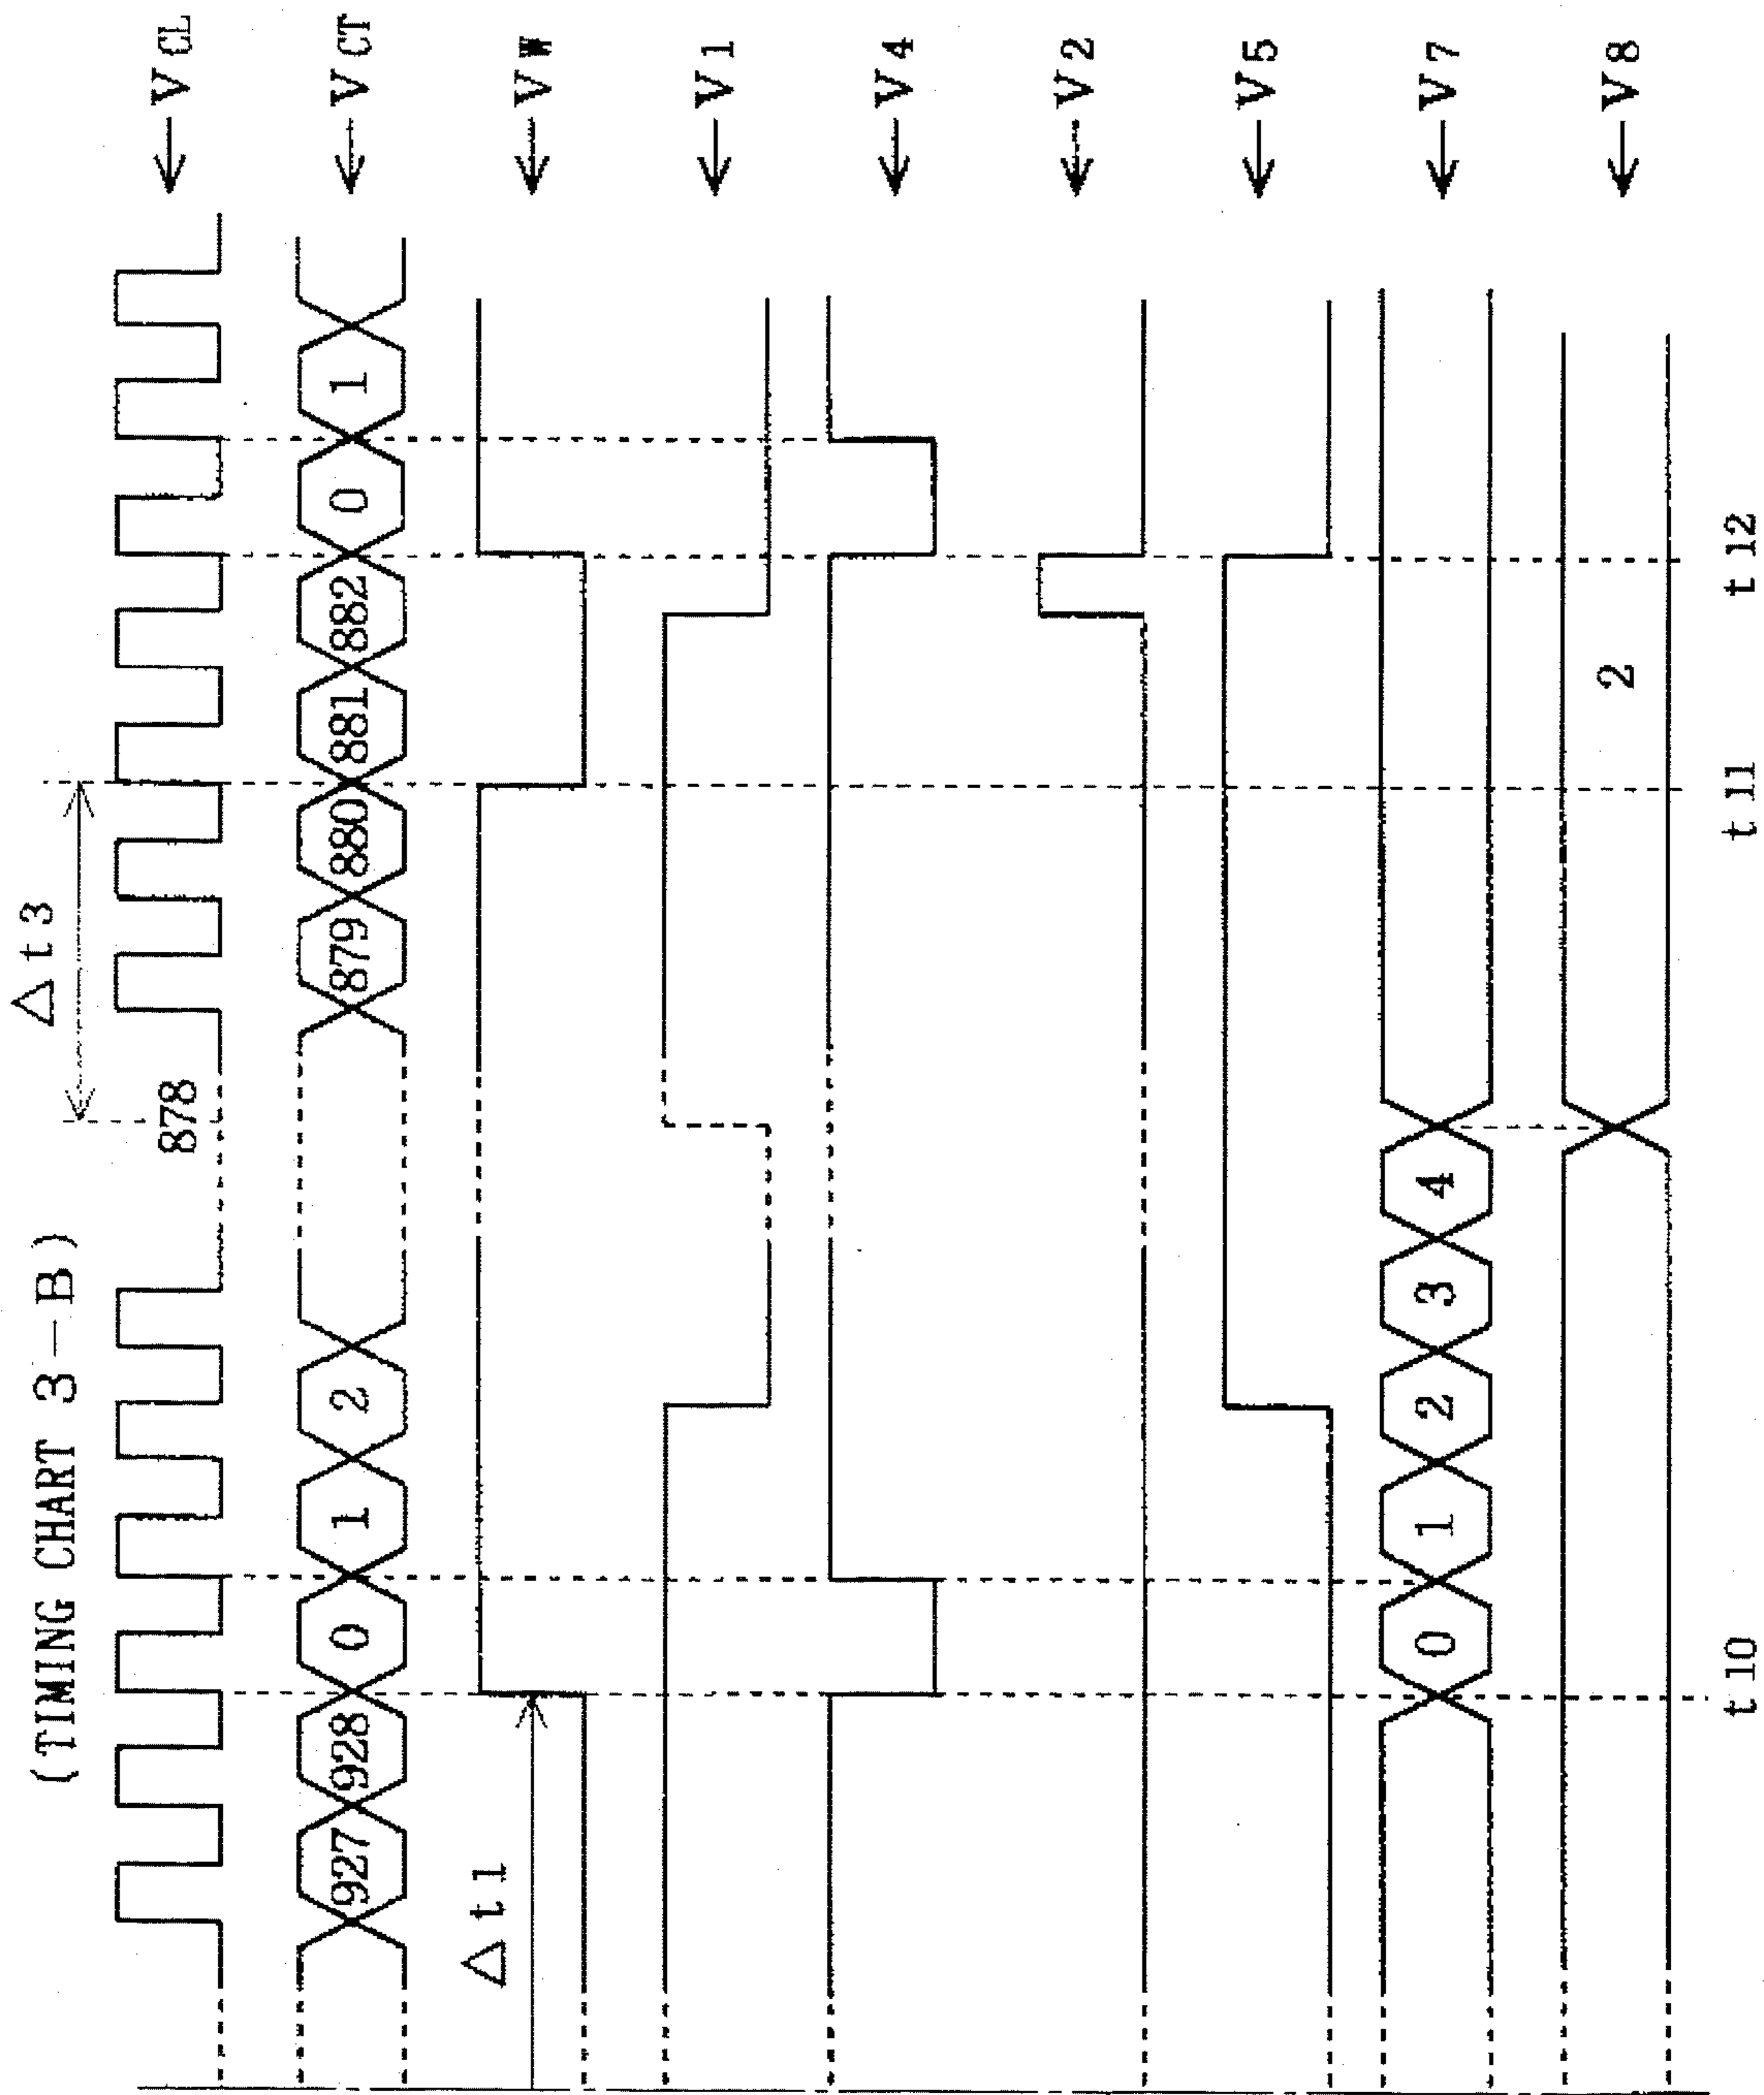 (TIMING CHART 3-B)
Δt3
878
VCL
927 928 0 1 2 879 880 881 882 0 1
VCT
Δt1
VW
V1
V4
V2
V5
0 1 2 3 4
V7
2
V8
t10 t11 t12